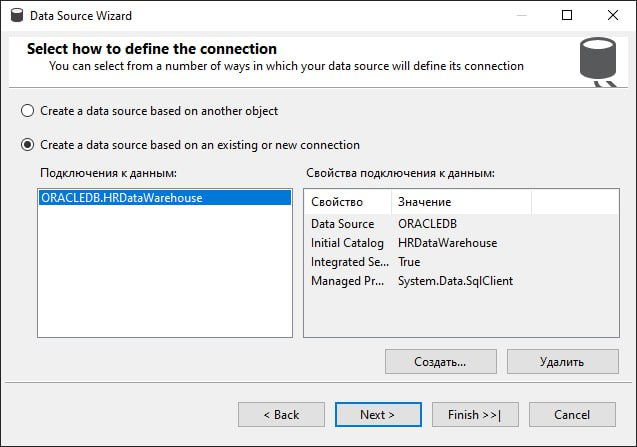 Data Source Wizard
Select how to define the connection
You can select from a number of ways in which your data source will define its connection
Create a data source based on another object
Create a data source based on an existing or new connection
Подключения к данным:
Свойства подключения к данным:
ORACLEDB.HRDataWarehouse
Свойство Значение
Data Source ORACLEDB
Initial Catalog HRDataWarehouse
Integrated Se... True
Managed Pr... System.Data.SqlClient
Создать... Удалить
< Back Next > Finish >>| Cancel